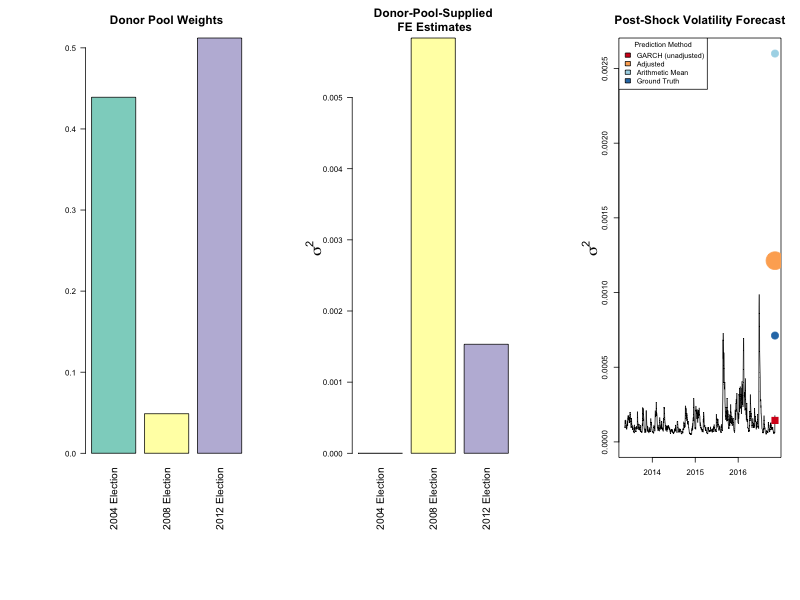 Donor Pool Weights
0.5
0.4
0.3
0.2
0.1
0.0
2004 Election
2008 Election
2012 Election
Donor-Pool-Supplied
FE Estimates
σ²
0.005
0.004
0.003
0.002
0.001
0.000
2004 Election
2008 Election
2012 Election
Post-Shock Volatility Forecast
σ²
Prediction Method
GARCH (unadjusted)
Adjusted
Arithmetic Mean
Ground Truth
0.0025
0.0020
0.0015
0.0010
0.0005
0.0000
2014
2015
2016